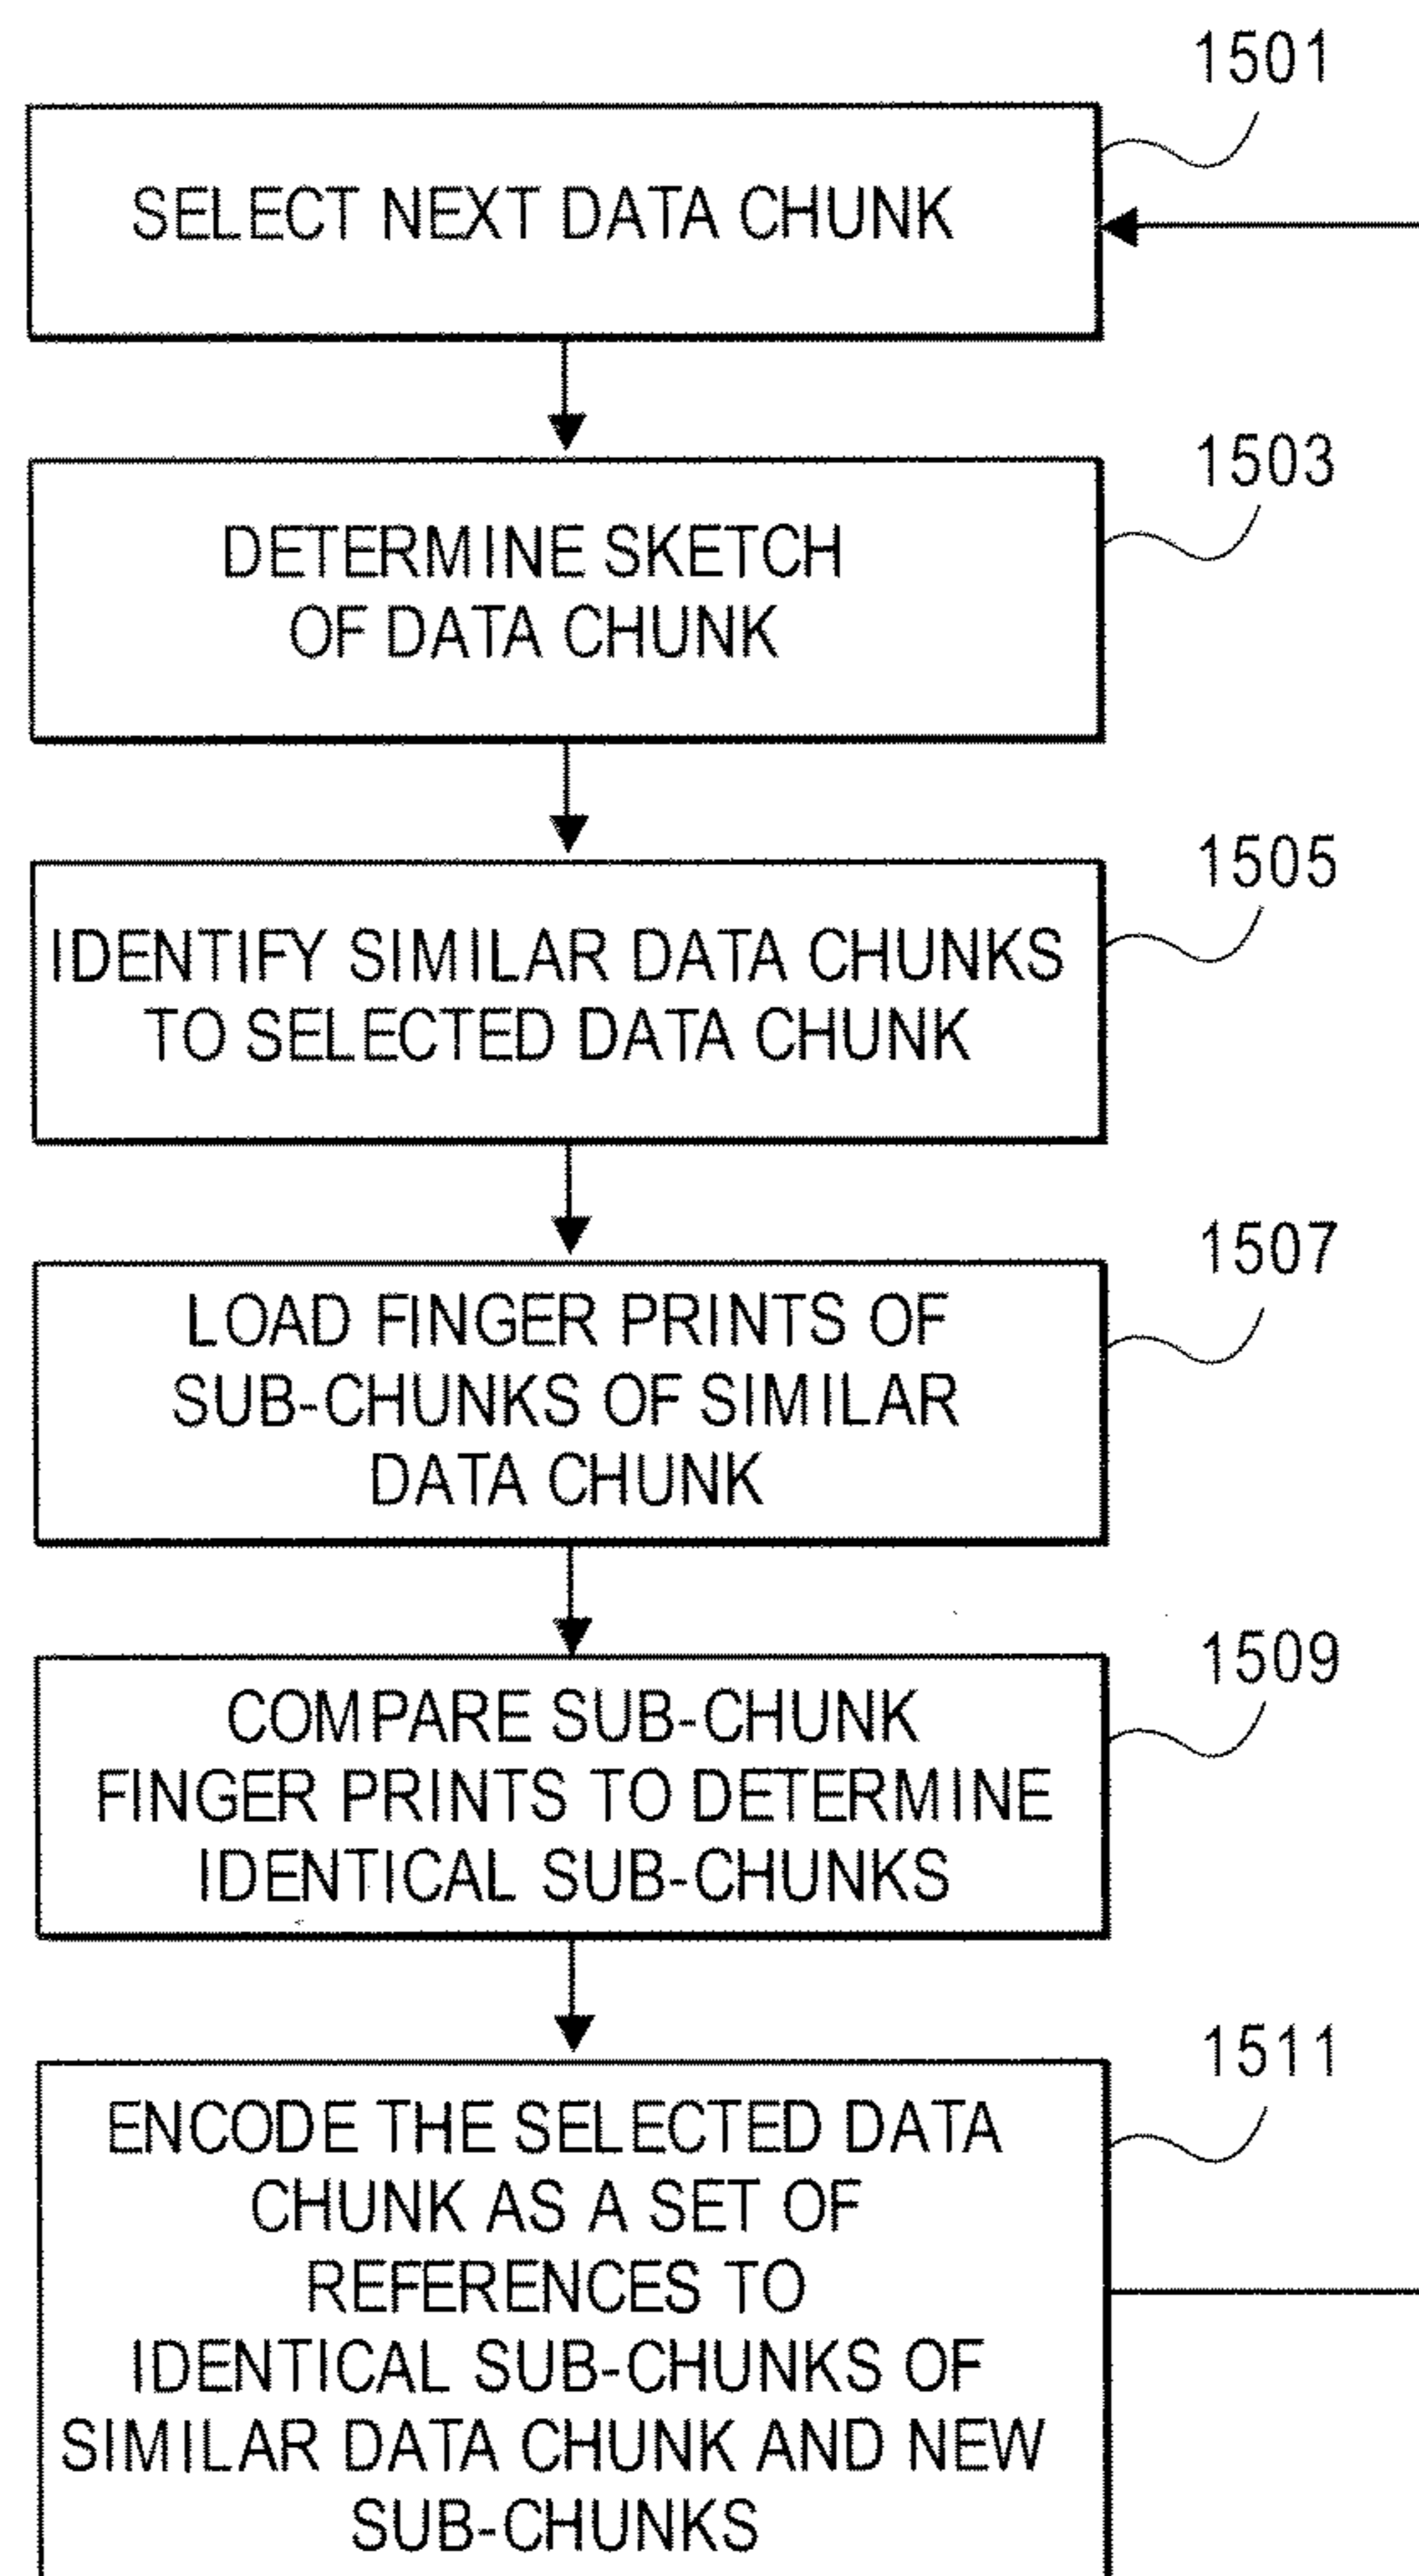 1501
SELECT NEXT DATA CHUNK
1503
DETERMINE SKETCH
OF DATA CHUNK
1505
IDENTIFY SIMILAR DATA CHUNKS
TO SELECTED DATA CHUNK
1507
LOAD FINGER PRINTS OF
SUB-CHUNKS OF SIMILAR
DATA CHUNK
1509
COMPARE SUB-CHUNK
FINGER PRINTS TO DETERMINE
IDENTICAL SUB-CHUNKS
1511
ENCODE THE SELECTED DATA
CHUNK AS A SET OF
REFERENCES TO
IDENTICAL SUB-CHUNKS OF
SIMILAR DATA CHUNK AND NEW
SUB-CHUNKS